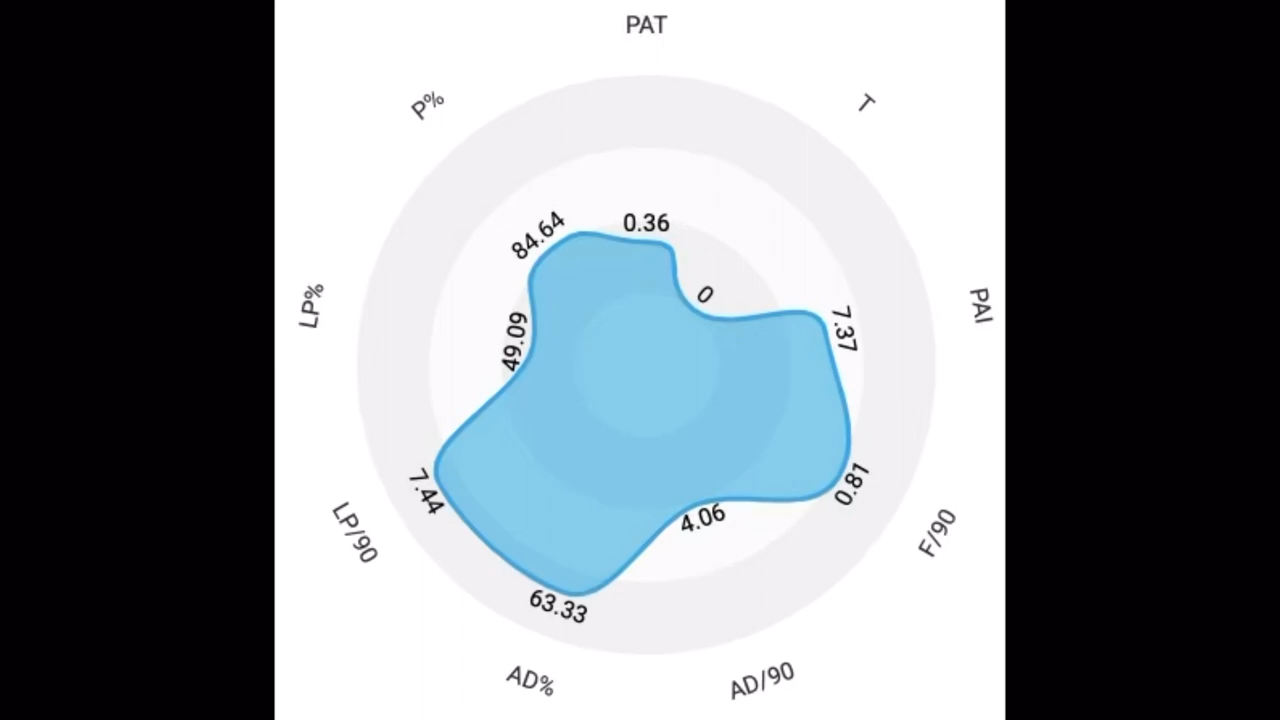 PAT
P%
T
84.64
0.36
0
LP%
PAI
49.09
7.37
7.44
0.81
LP/90
4.06
F/90
63.33
AD%
AD/90